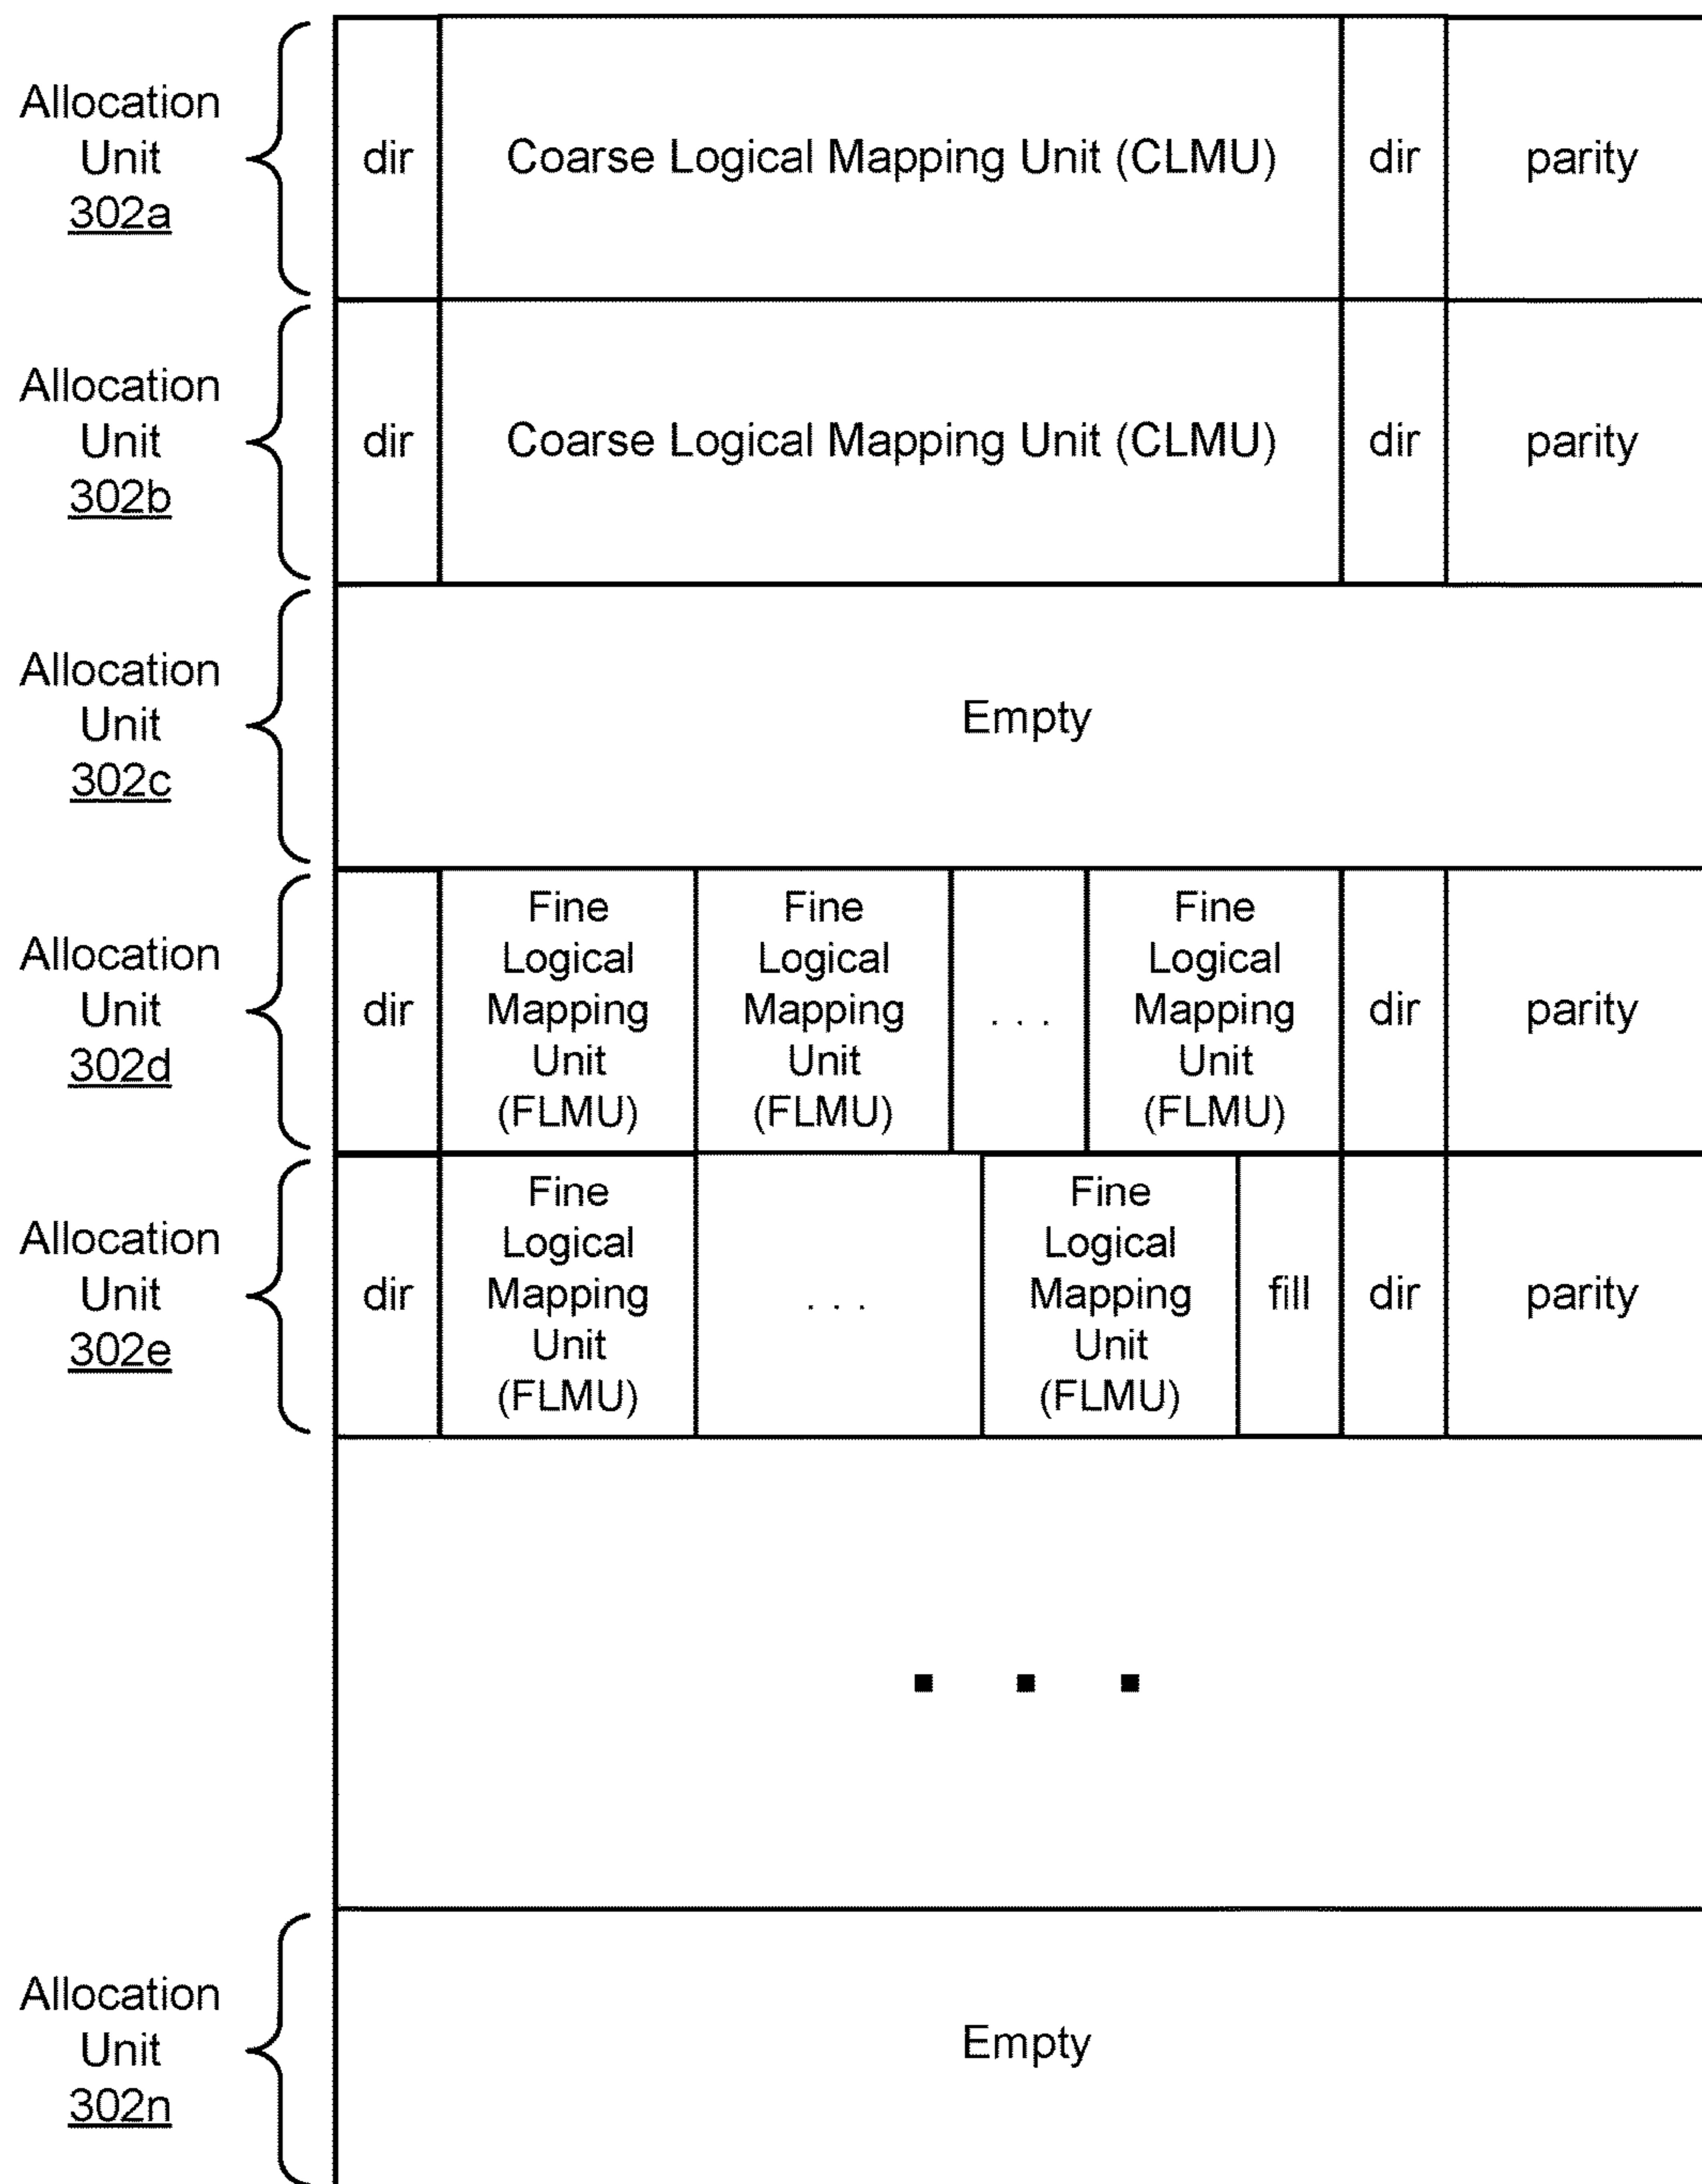 Allocation
Unit
302a
dir
Coarse Logical Mapping Unit (CLMU)
dir
parity
Allocation
Unit
302b
dir
Coarse Logical Mapping Unit (CLMU)
dir
parity
Allocation
Unit
302c
Empty
Allocation
Unit
302d
dir
Fine
Logical
Mapping
Unit
(FLMU)
Fine
Logical
Mapping
Unit
(FLMU)
. . .
Fine
Logical
Mapping
Unit
(FLMU)
dir
parity
Allocation
Unit
302e
dir
Fine
Logical
Mapping
Unit
(FLMU)
. . .
Fine
Logical
Mapping
Unit
(FLMU)
fill
dir
parity
. . .
Allocation
Unit
302n
Empty